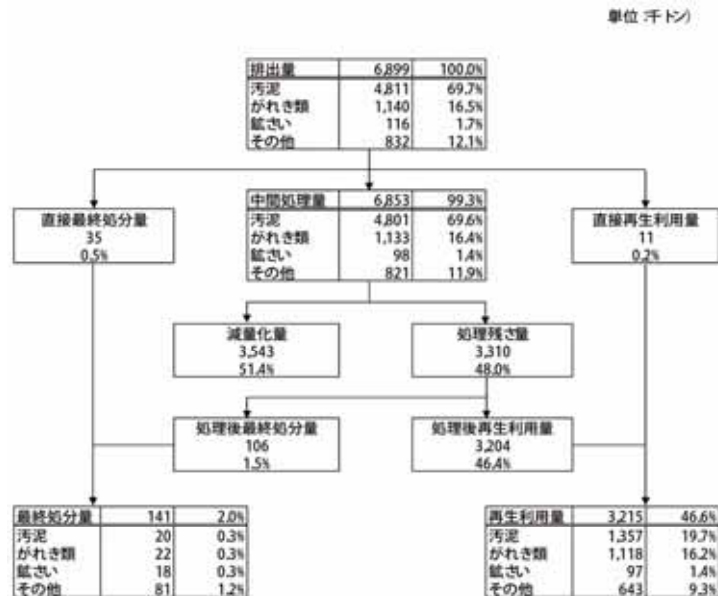 単位:千トン)
排出量 6,899 100.0%
汚泥 4,811 69.7%
がれき類 1,140 16.5%
鉱さい 116 1.7%
その他 832 12.1%
中間処理量 6,853 99.3%
汚泥 4,801 69.6%
がれき類 1,133 16.4%
鉱さい 98 1.4%
その他 821 11.9%
直接最終処分量
35
0.5%
直接再生利用量
11
0.2%
減量化量
3,543
51.4%
処理残さ量
3,310
48.0%
処理後最終処分量
106
1.5%
処理後再生利用量
3,204
46.4%
最終処分量 141 2.0%
汚泥 20 0.3%
がれき類 22 0.3%
鉱さい 18 0.3%
その他 81 1.2%
再生利用量 3,215 46.6%
汚泥 1,357 19.7%
がれき類 1,118 16.2%
鉱さい 97 1.4%
その他 643 9.3%